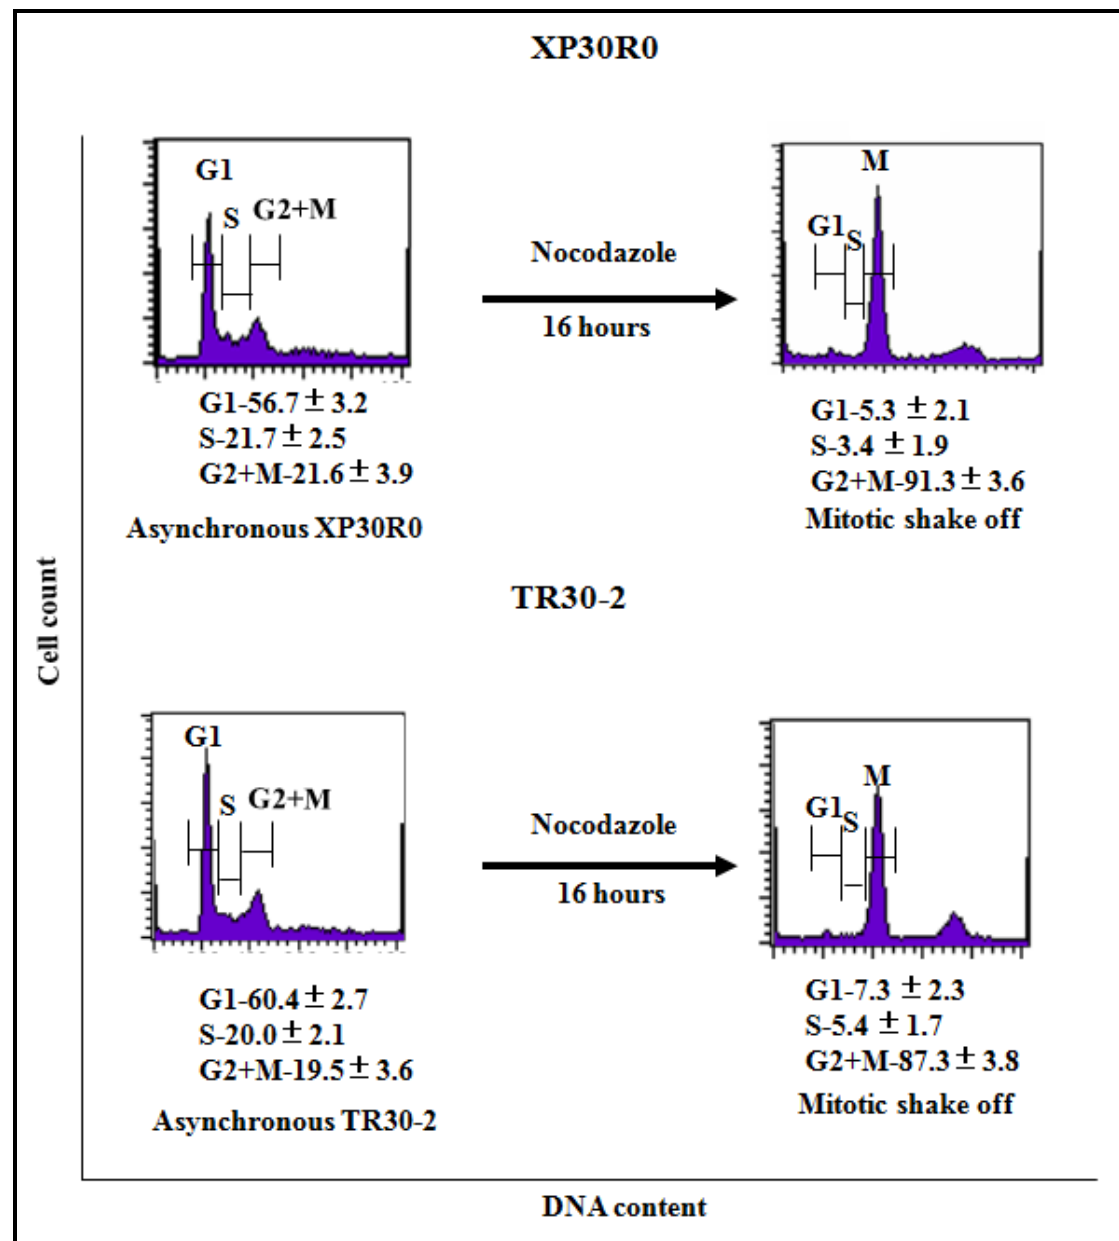 XP30R0
G1
S
G2+M
M
G1
S
Nocodazole
16 hours
G1-56.7 ± 3.2
S-21.7 ± 2.5
G2+M-21.6 ± 3.9
Asynchronous XP30R0
G1-5.3 ± 2.1
S-3.4 ± 1.9
G2+M-91.3 ± 3.6
Mitotic shake off
TR30-2
G1
S
G2+M
M
G1
S
Nocodazole
16 hours
G1-60.4 ± 2.7
S-20.0 ± 2.1
G2+M-19.5 ± 3.6
Asynchronous TR30-2
G1-7.3 ± 2.3
S-5.4 ± 1.7
G2+M-87.3 ± 3.8
Mitotic shake off
Cell count
DNA content